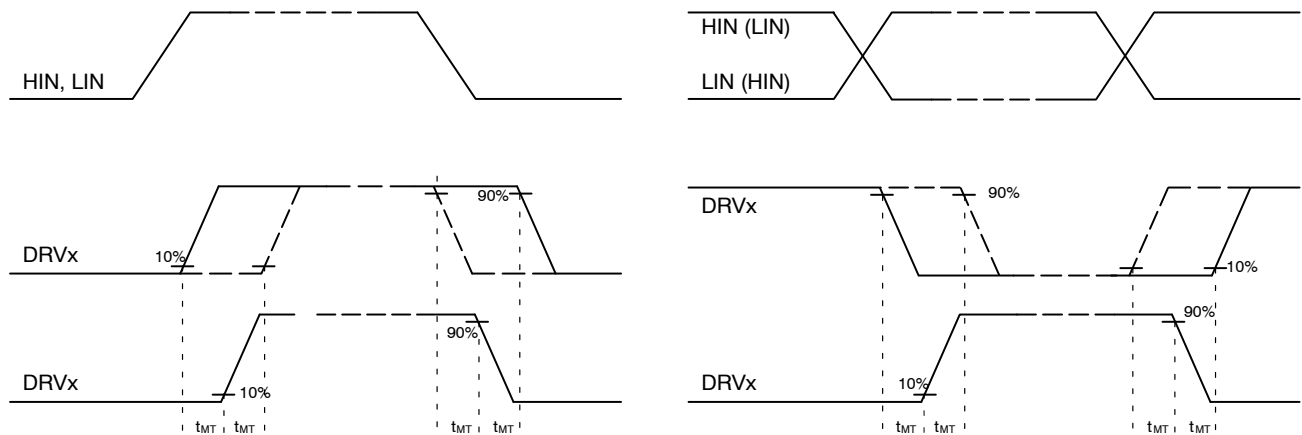 HIN, LIN
DRVx
10%
90%
DRVx
10%
90%
tMT tMT tMT tMT
HIN (LIN)
LIN (HIN)
DRVx
90%
10%
DRVx
10%
90%
tMT tMT tMT tMT